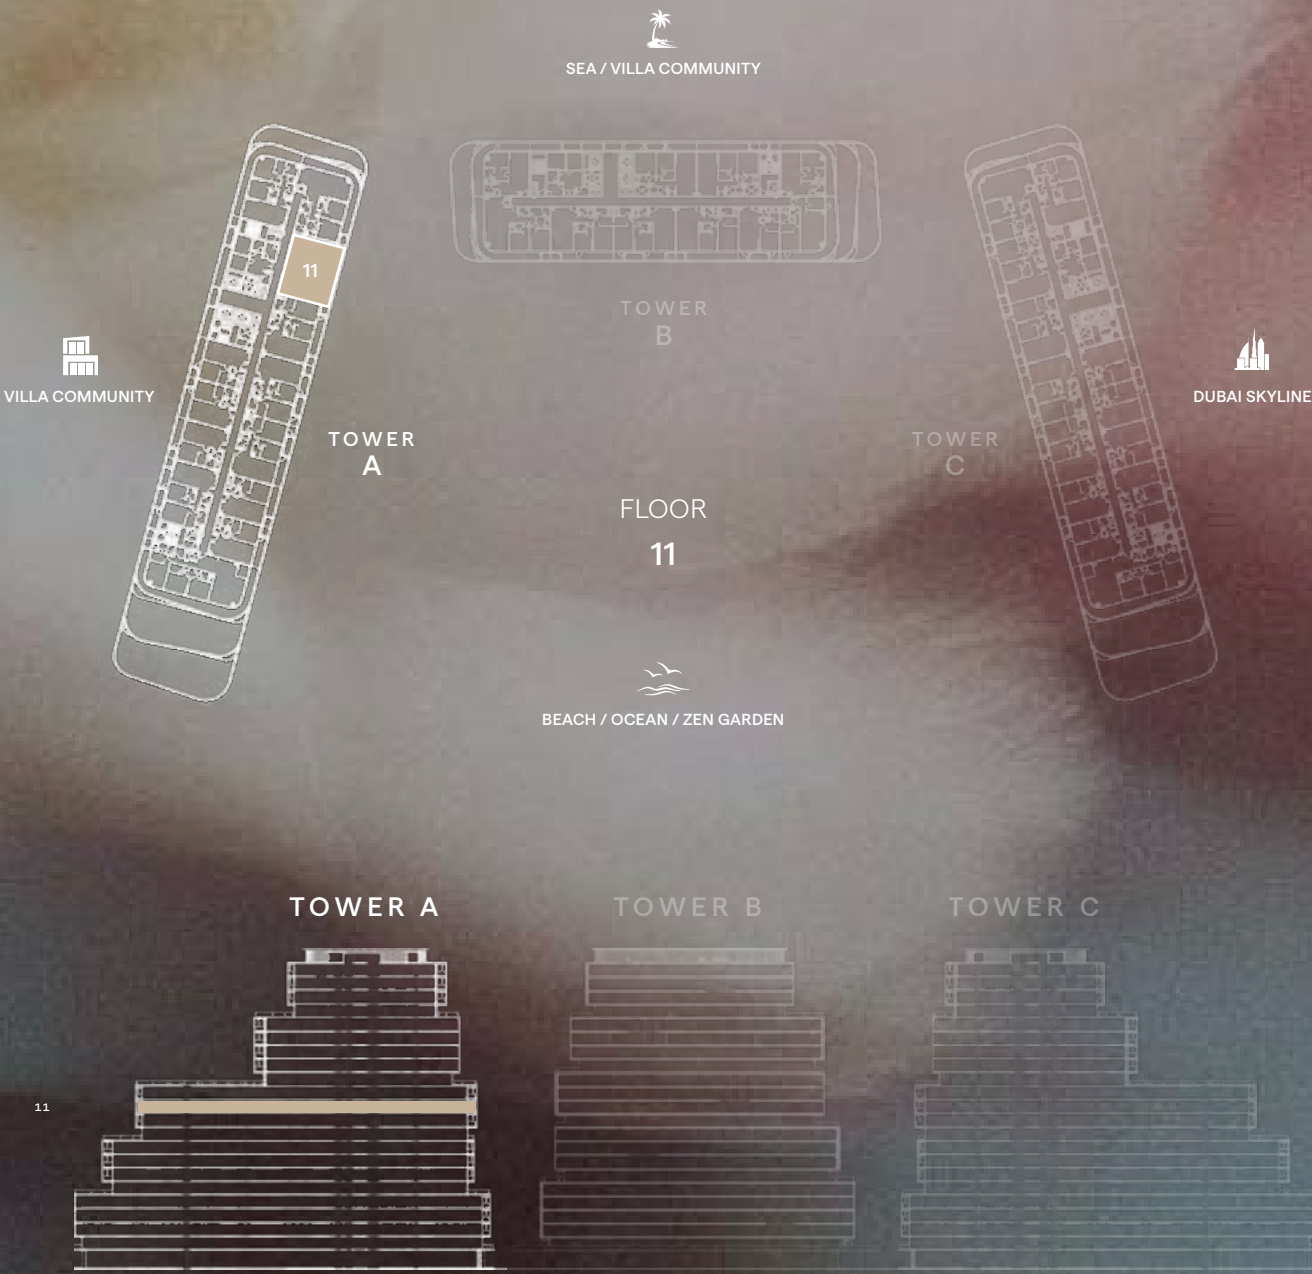 SEA / VILLA COMMUNITY
11
TOWER
B
VILLA COMMUNITY
DUBAI SKYLINE
TOWER
A
TOWER
C
FLOOR
11
BEACH / OCEAN / ZEN GARDEN
TOWER A
TOWER B
TOWER C
11